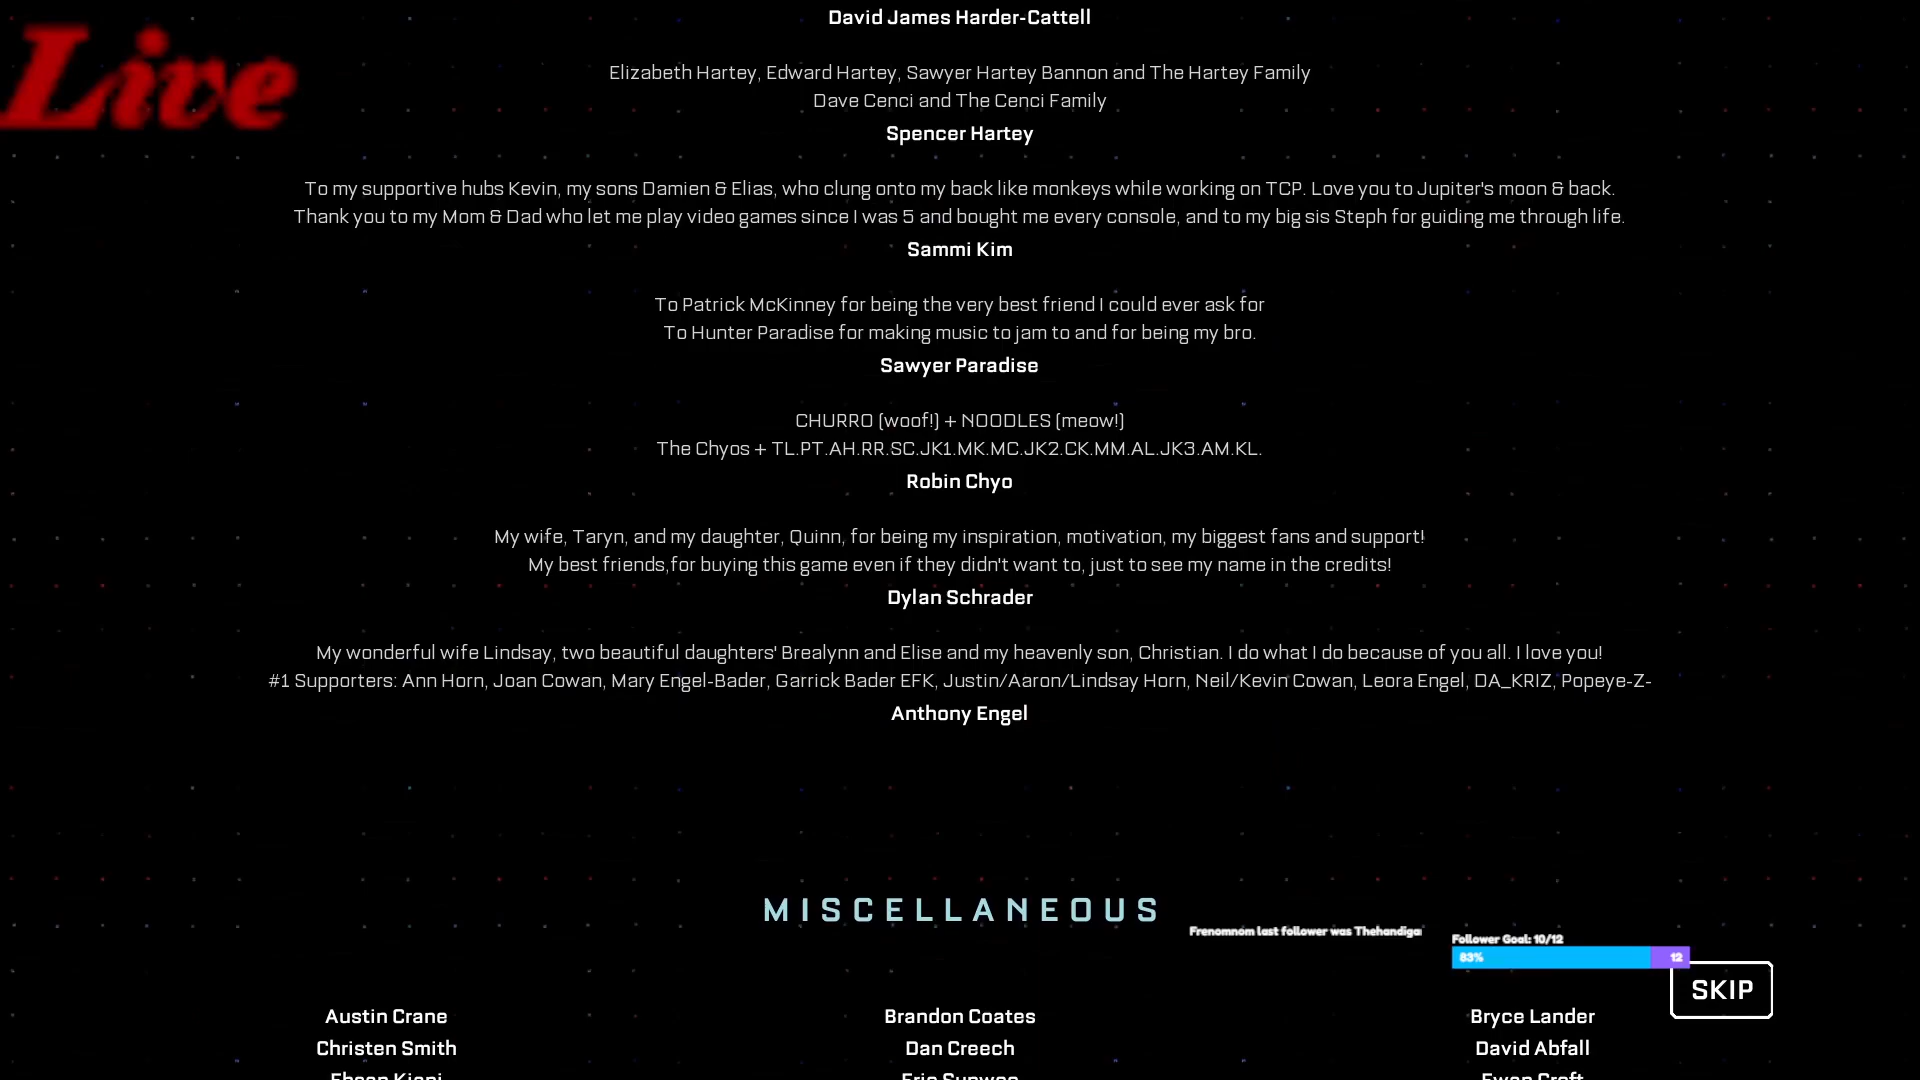 David James Harder-Cattell
Live
Elizabeth Hartey, Edward Hartey, Sawyer Hartey Bannon and The Hartey Family
Dave Cenci and The Cenci Family
Spencer Hartey
To my supportive hubs Kevin, my sons Damien & Elias, who clung onto my back like monkeys while working on TCP. Love you to Jupiter's moon & back.
Thank you to my Mom & Dad who let me play video games since I was 5 and bought me every console, and to my big sis Steph for guiding me through life.
Sammi Kim
To Patrick McKinney for being the very best friend I could ever ask for
To Hunter Paradise for making music to jam to and for being my bro.
Sawyer Paradise
CHURRO (woof!) + NOODLES (meow!)
The Chyos + TL.PT.AH.RR.SC.JK1.MK.MC.JK2.CK.MM.AL.JK3.AM.KL.
Robin Chyo
My wife, Taryn, and my daughter, Quinn, for being my inspiration, motivation, my biggest fans and support!
My best friends,for buying this game even if they didn't want to, just to see my name in the credits!
Dylan Schrader
My wonderful wife Lindsay, two beautiful daughters' Brealynn and Elise and my heavenly son, Christian. I do what I do because of you all. I love you!
#1 Supporters: Ann Horn, Joan Cowan, Mary Engel-Bader, Garrick Bader EFK, Justin/Aaron/Lindsay Horn, Neil/Kevin Cowan, Leora Engel, DA_KRIZ, Popeye-Z-
Anthony Engel
MISCELLANEOUS
Frenomnom last follower was Thehandiga
Follower Goal: 10/12
83% 12
SKIP
Austin Crane Brandon Coates Bryce Lander
Christen Smith Dan Creech David Abfall